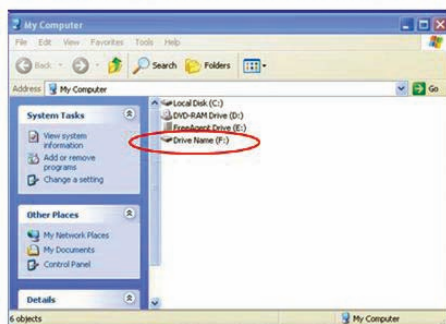 My Computer
File Edit View Favorites Tools Help
Back Search Folders
Address My Computer Go
System Tasks
View system
information
Add or remove
programs
Change a setting
Other Places
My Network Places
My Documents
Control Panel
Details
Local Disk (C:)
DVD-RAM Drive (D:)
FreeAgent Drive (E:)
Drive Name (F:)
6 objects My Computer